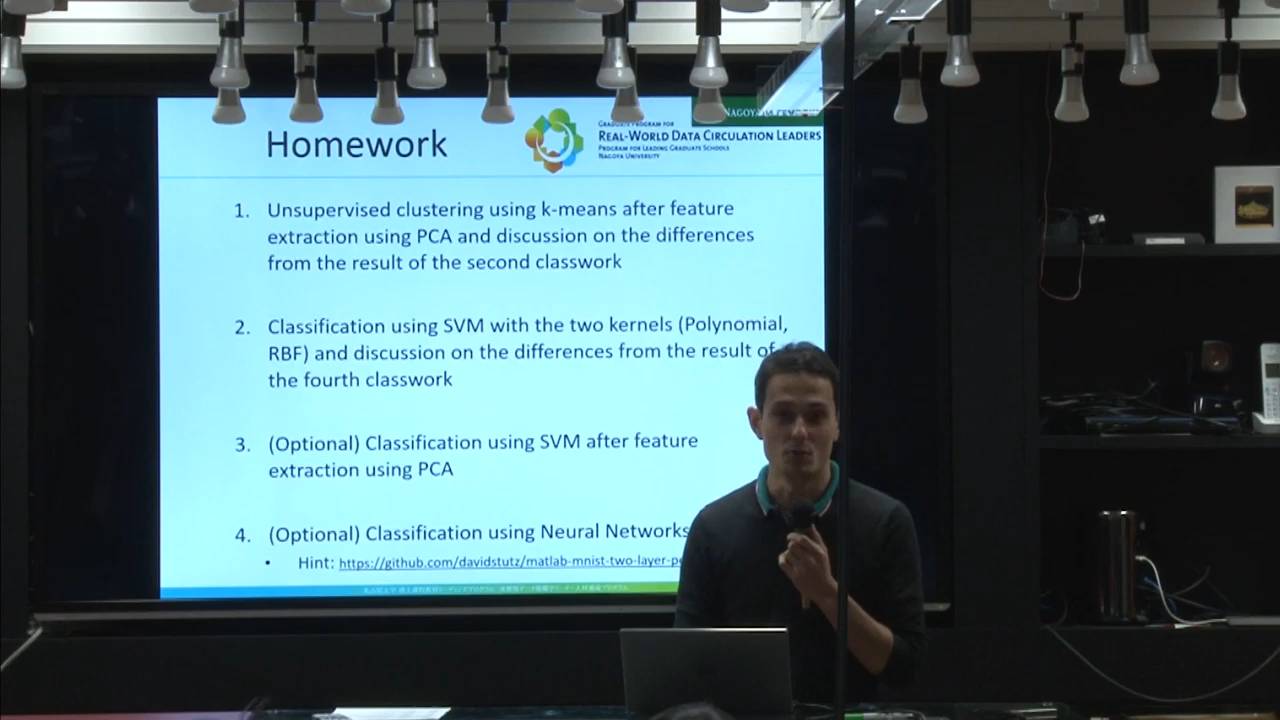 Homework
GRADUATE PROGRAM FOR
REAL-WORLD DATA CIRCULATION LEADERS
PROGRAM FOR LEADING GRADUATE SCHOOLS
NAGOYA UNIVERSITY
1. Unsupervised clustering using k-means after feature
extraction using PCA and discussion on the differences
from the result of the second classwork
2. Classification using SVM with the two kernels (Polynomial,
RBF) and discussion on the differences from the result of
the fourth classwork
3. (Optional) Classification using SVM after feature
extraction using PCA
4. (Optional) Classification using Neural Networks
• Hint: https://github.com/davidstutz/matlab-mnist-two-layer-pe